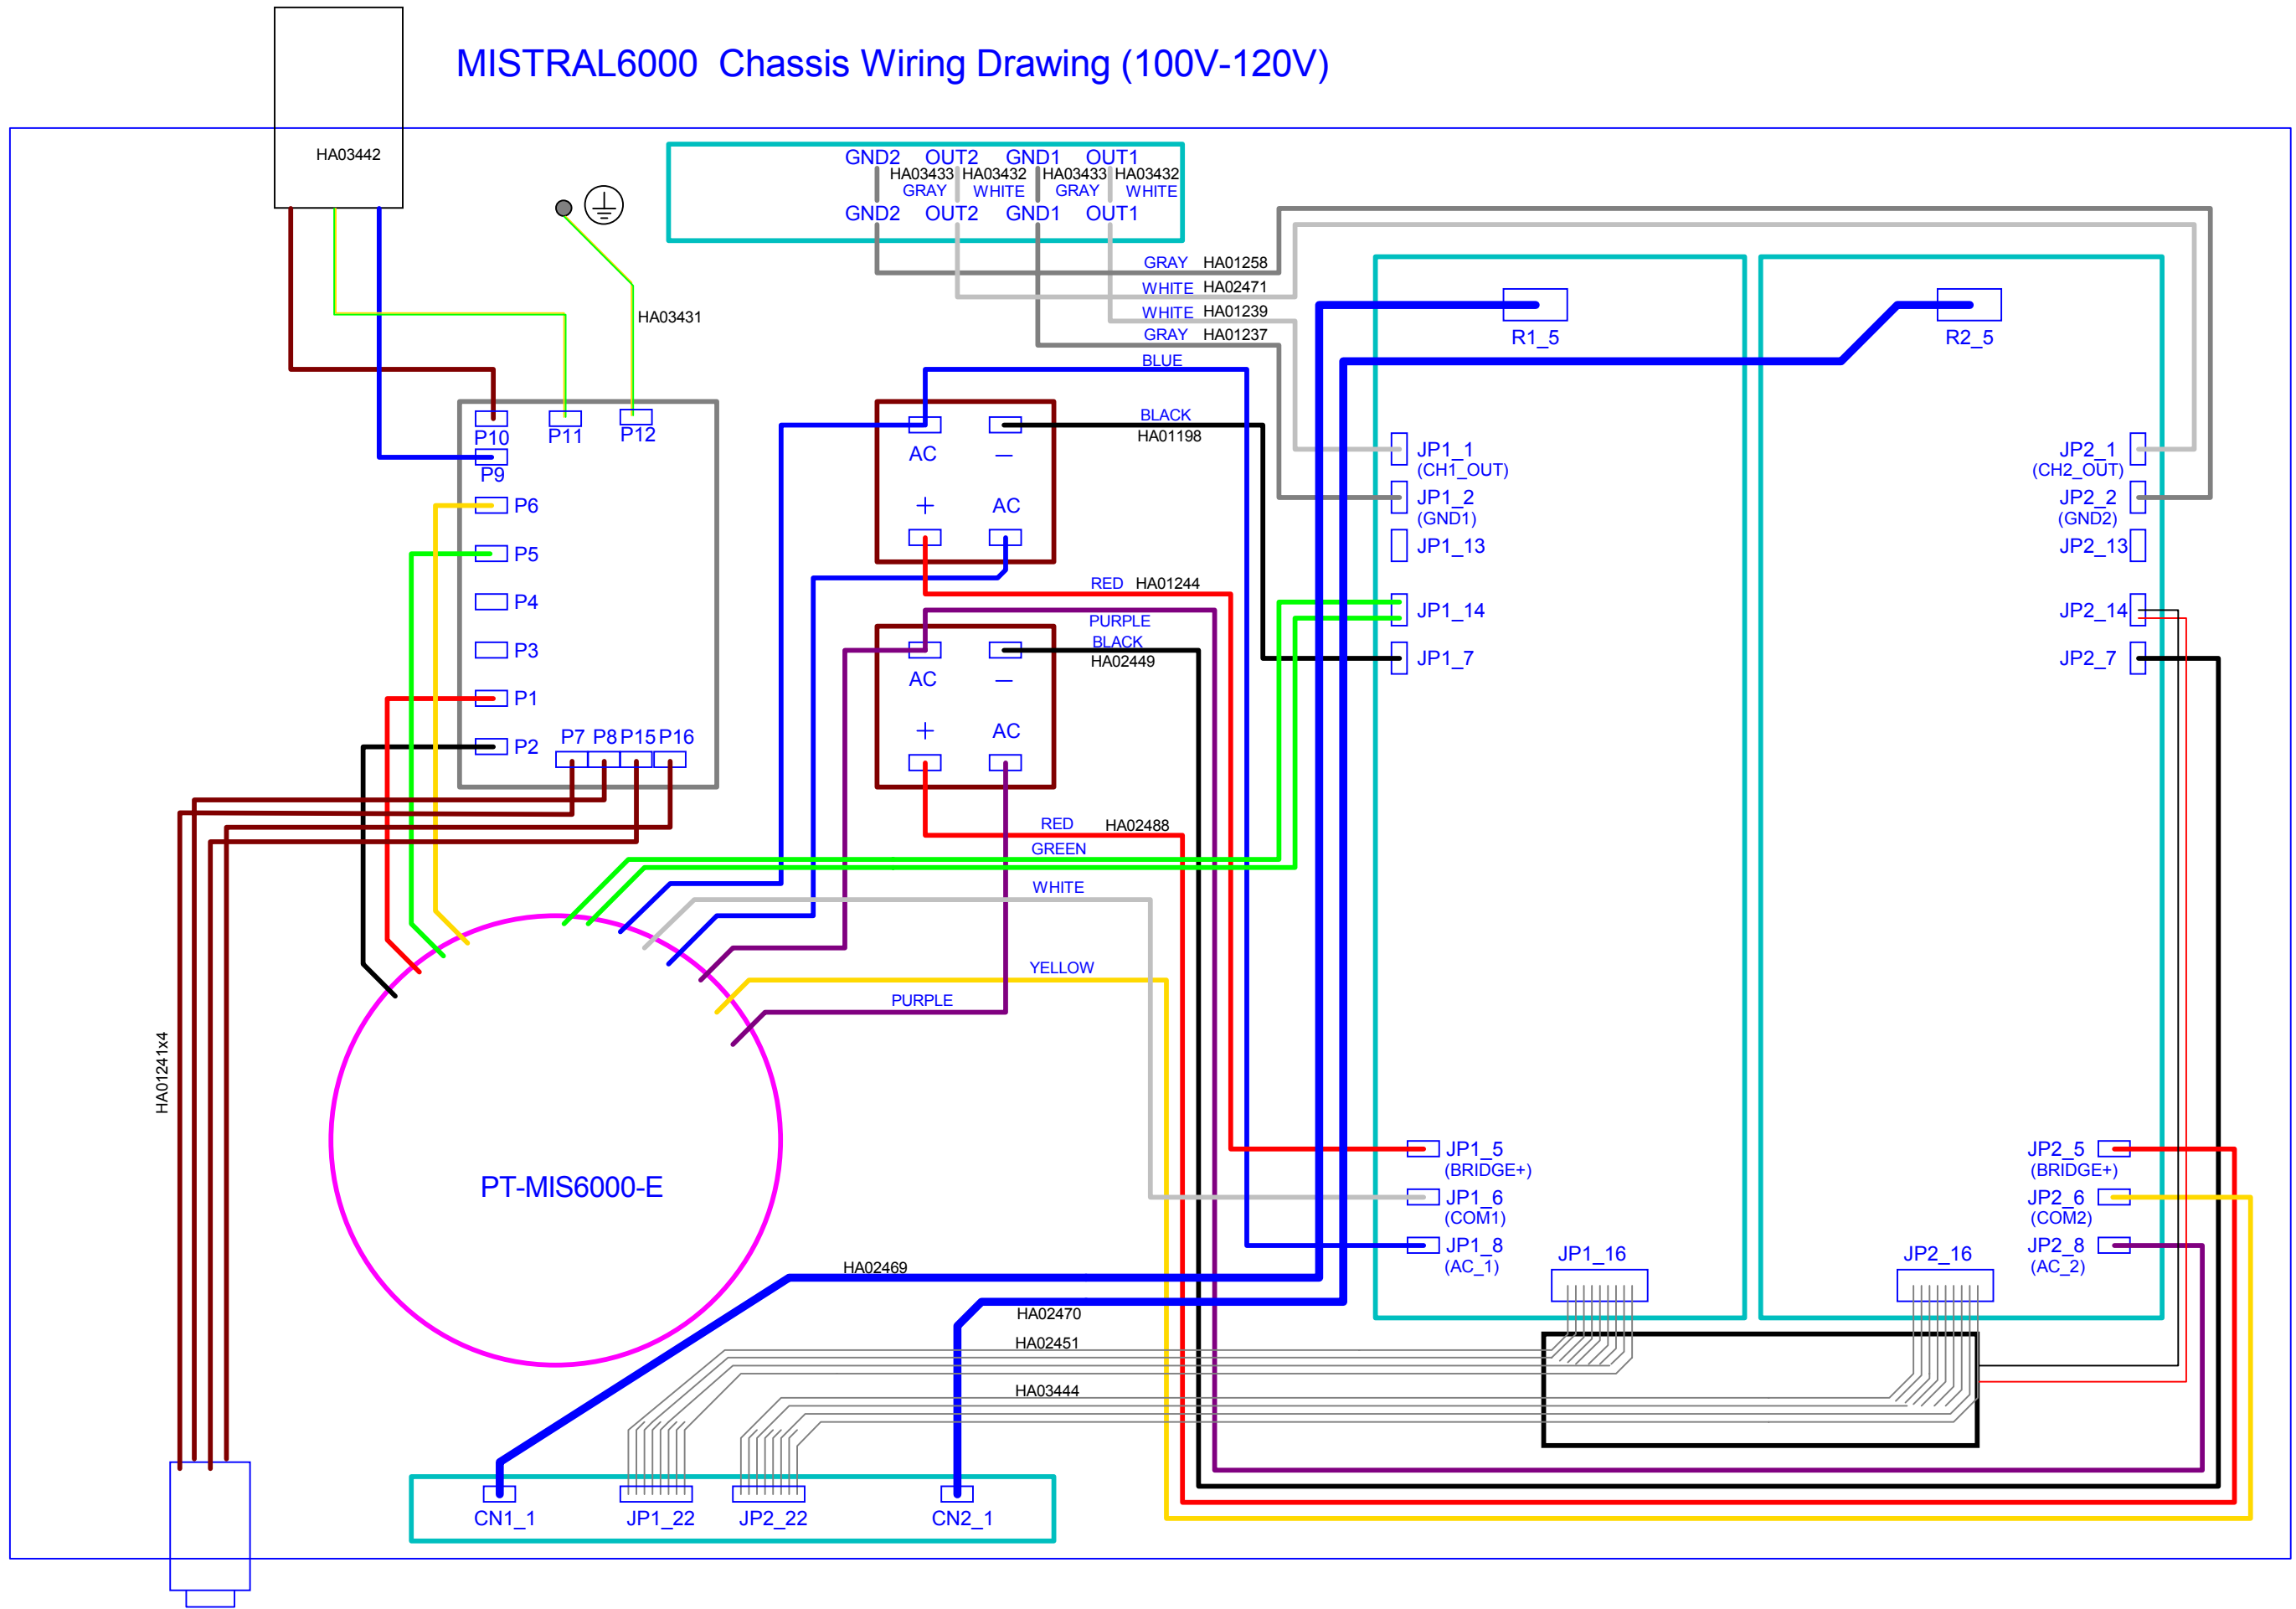 MISTRAL6000 Chassis Wiring Drawing (100V-120V)
HA03442
GND2 OUT2 GND1 OUT1
HA03433 HA03432 HA03433 HA03432
GRAY WHITE GRAY WHITE
GND2 OUT2 GND1 OUT1
GRAY HA01258
WHITE HA02471
WHITE HA01239
GRAY HA01237
BLUE
HA03431
R1_5
R2_5
P10 P11 P12
P9
P6
P5
P4
P3
P1
P2
P7 P8 P15 P16
AC —
+ AC
BLACK
HA01198
RED HA01244
PURPLE
BLACK
HA02449
AC —
+ AC
RED HA02488
GREEN
WHITE
YELLOW
PURPLE
JP1_1
(CH1_OUT)
JP1_2
(GND1)
JP1_13
JP1_14
JP1_7
JP2_1
(CH2_OUT)
JP2_2
(GND2)
JP2_13
JP2_14
JP2_7
HA01241x4
PT-MIS6000-E
JP1_5
(BRIDGE+)
JP1_6
(COM1)
JP1_8
(AC_1)
JP2_5
(BRIDGE+)
JP2_6
(COM2)
JP2_8
(AC_2)
JP1_16
JP2_16
HA02469
HA02470
HA02451
HA03444
CN1_1 JP1_22 JP2_22 CN2_1